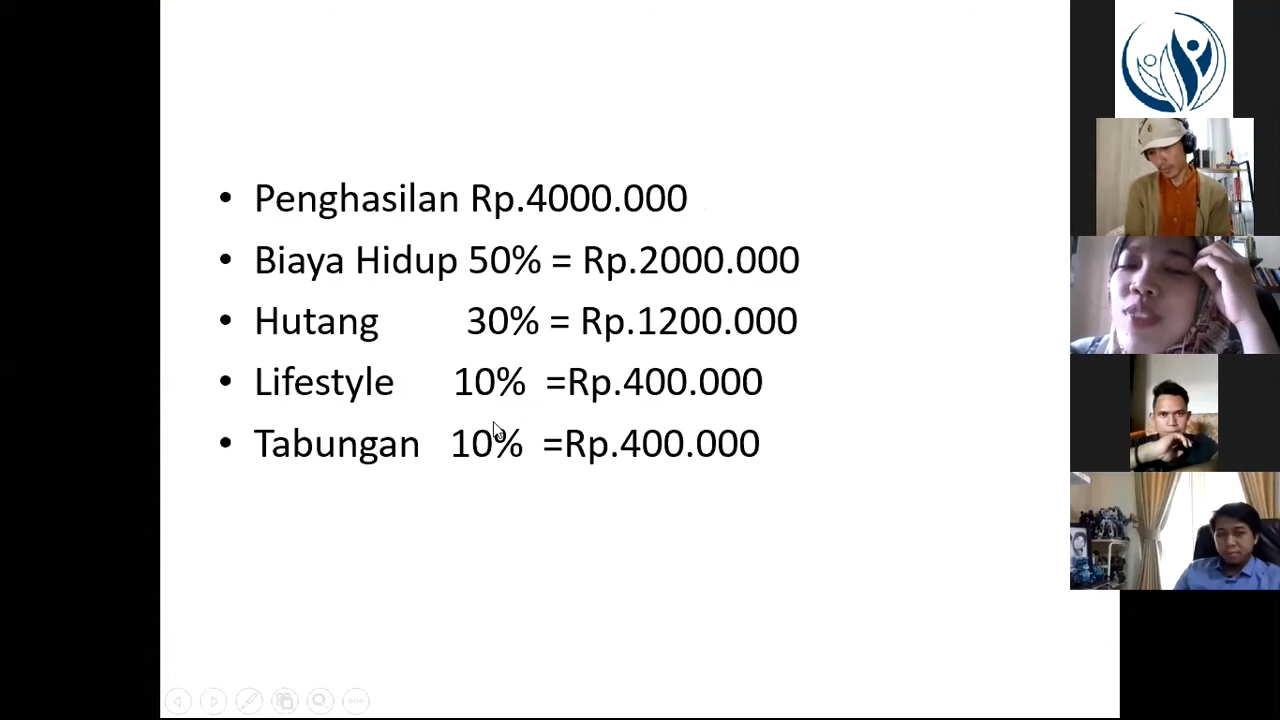 • Penghasilan Rp.4000.000
• Biaya Hidup 50% = Rp.2000.000
• Hutang 30% = Rp.1200.000
• Lifestyle 10% =Rp.400.000
• Tabungan 10% =Rp.400.000